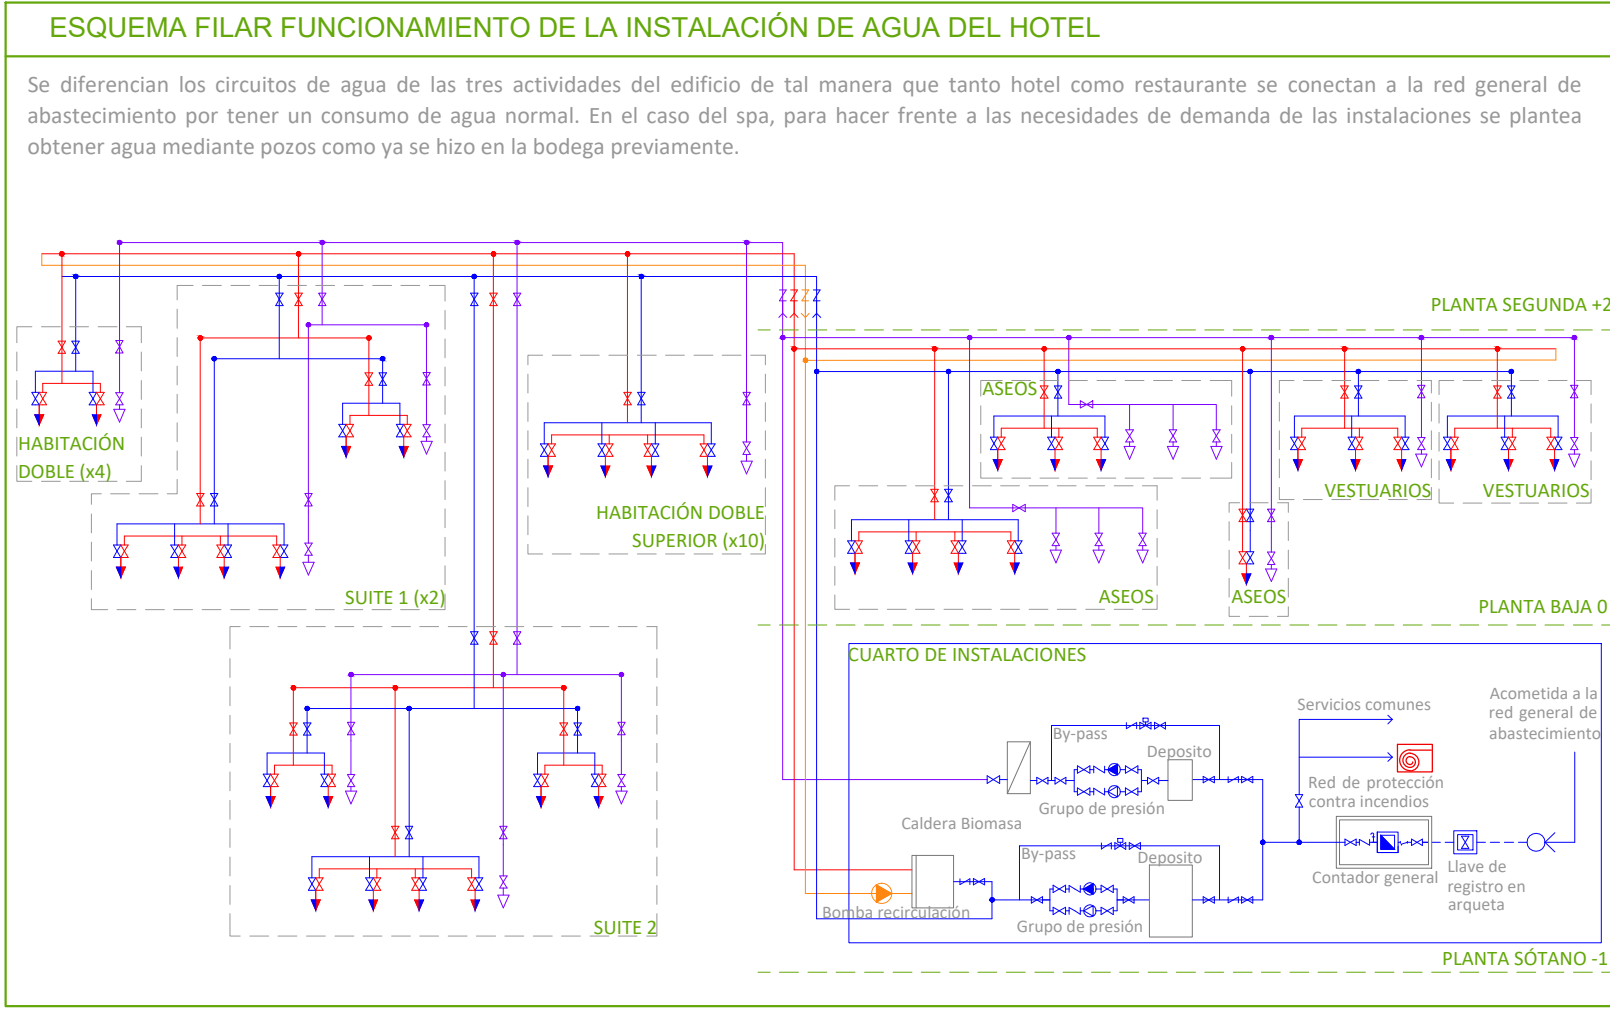 ESQUEMA FILAR FUNCIONAMIENTO DE LA INSTALACIÓN DE AGUA DEL HOTEL
Se diferencian los circuitos de agua de las tres actividades del edificio de tal manera que tanto hotel como restaurante se conectan a la red general de
abastecimiento por tener un consumo de agua normal. En el caso del spa, para hacer frente a las necesidades de demanda de las instalaciones se plantea
obtener agua mediante pozos como ya se hizo en la bodega previamente.
PLANTA SEGUNDA +2
HABITACIÓN
DOBLE (x4)
SUITE 1 (x2)
HABITACIÓN DOBLE
SUPERIOR (x10)
SUITE 2
ASEOS
VESTUARIOS
VESTUARIOS
ASEOS
ASEOS
PLANTA BAJA 0
CUARTO DE INSTALACIONES
By-pass
Deposito
Grupo de presión
Caldera Biomasa
By-pass
Deposito
Bomba recirculación
Grupo de presión
Servicios comunes
Red de protección
contra incendios
Contador general
Acometida a la
red general de
abastecimiento
Llave de
registro en
arqueta
PLANTA SÓTANO -1